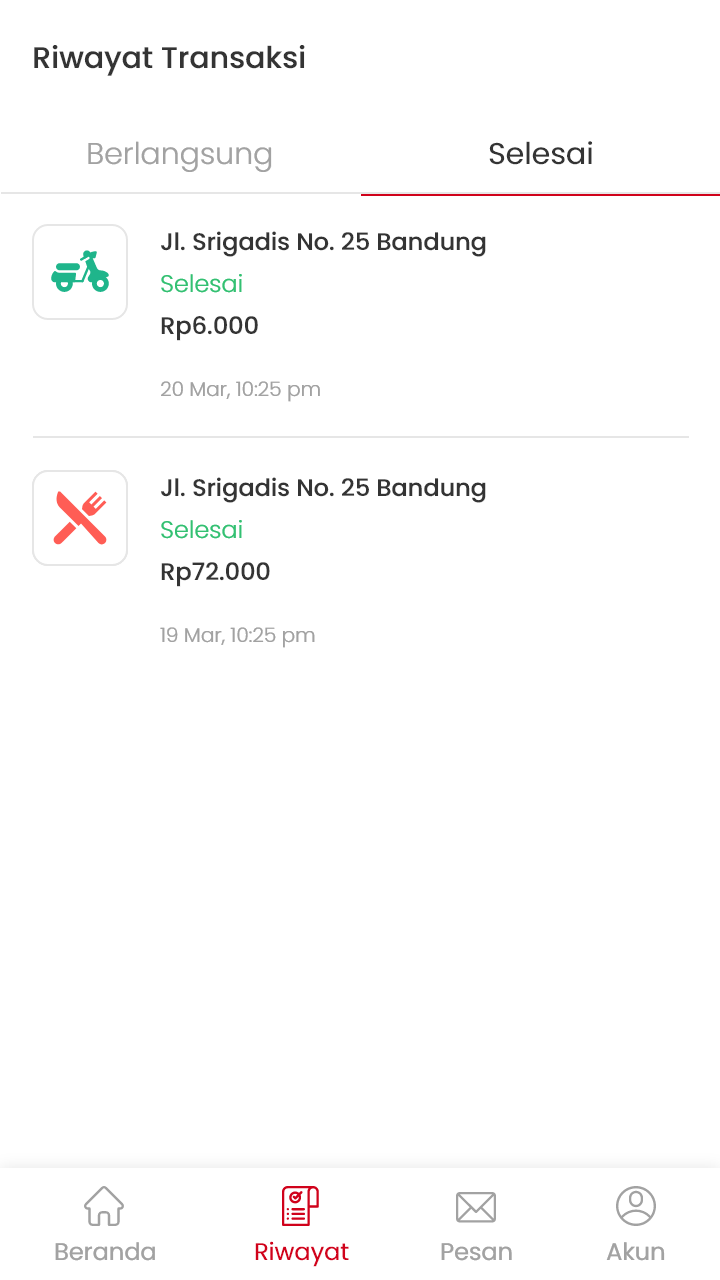 Riwayat Transaksi
Berlangsung
Selesai
Jl. Srigadis No. 25 Bandung
Selesai
Rp6.000
20 Mar, 10:25 pm
Jl. Srigadis No. 25 Bandung
Selesai
Rp72.000
19 Mar, 10:25 pm
Beranda
Riwayat
Pesan
Akun